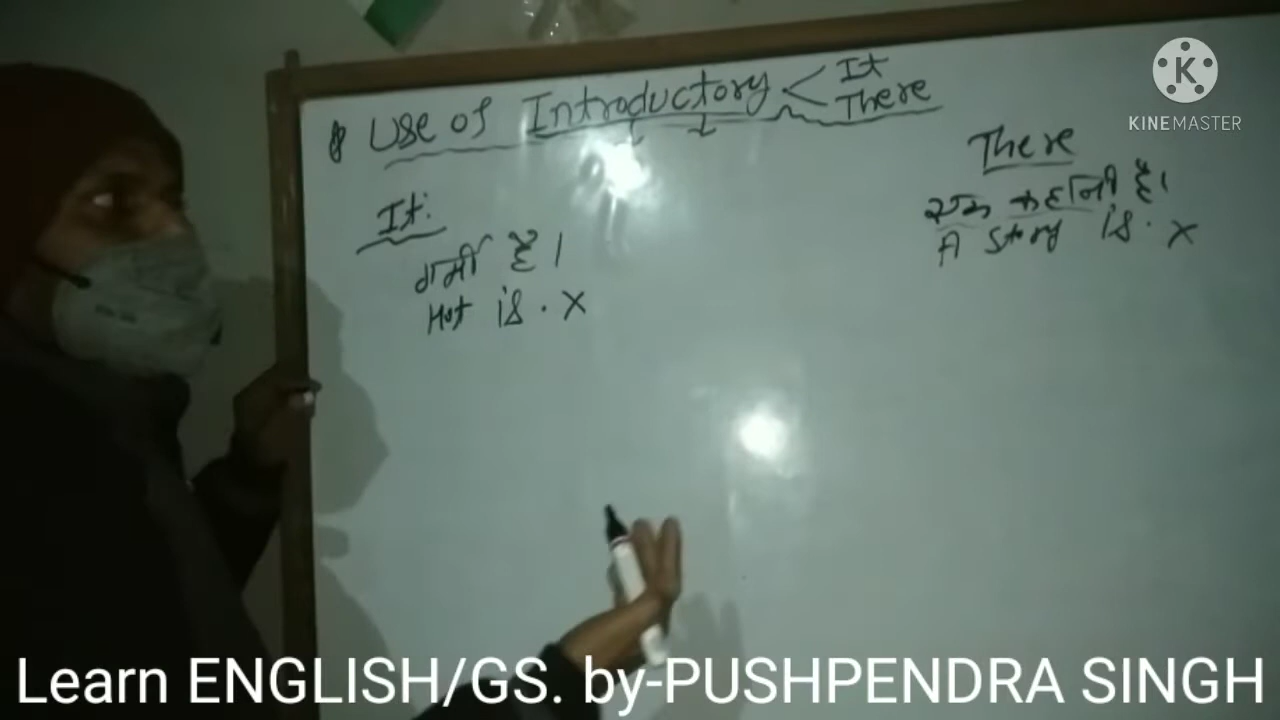 Use of Introductory < It
There
It:
गर्मी है।
Hot is. x
There
एक कहानी है।
A Story is. x
KINEMASTER
Learn ENGLISH/GS. by-PUSHPENDRA SINGH